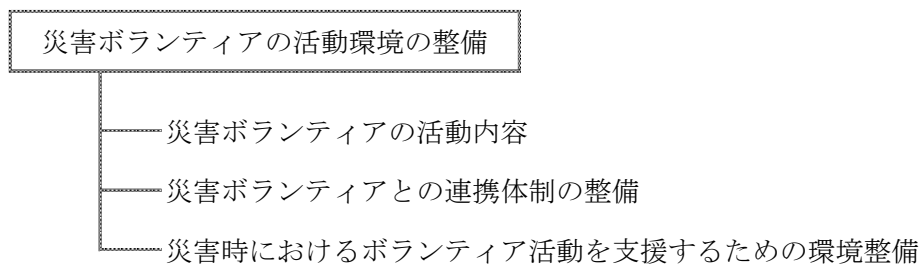 災害ボランティアの活動環境の整備
災害ボランティアの活動内容
災害ボランティアとの連携体制の整備
災害時におけるボランティア活動を支援するための環境整備